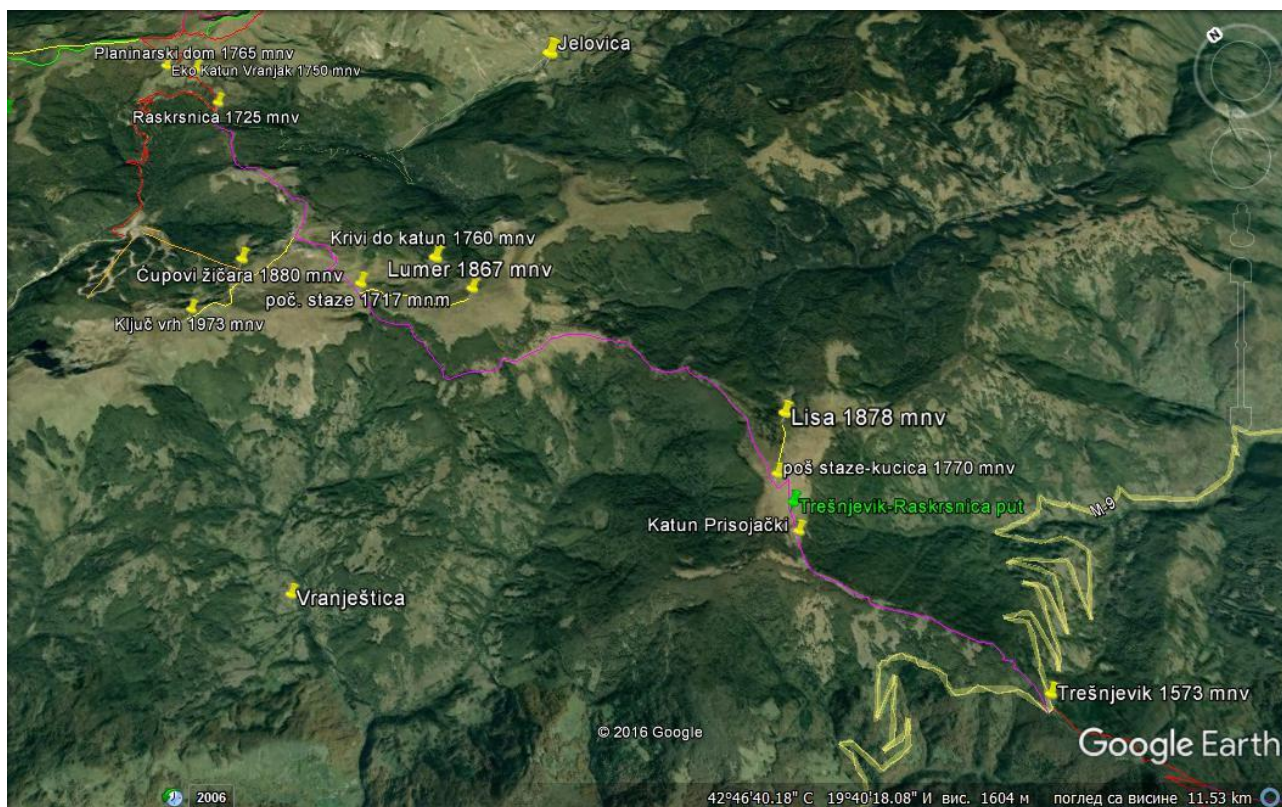 Jelovica
N
Planinarski dom 1765 mnv
Eko Katun Vranjak 1750 mnv
Raskrsnica 1725 mnv
Krivi do katun 1760 mnv
Lumer 1867 mnv
Čupovi žičara 1880 mnv
poč. staze 1717 mnm
Ključ vrh 1973 mnv
Lisa 1878 mnv
poš staze-kucica 1770 mnv
Trešnjevik-Raskrsnica put
M-9
Katun Prisojački
Vranještica
Trešnjevik 1573 mnv
© 2016 Google
Google Earth
2006
42°46'40.18" С 19°40'18.08" И вис. 1604 м поглед са висине 11.53 km